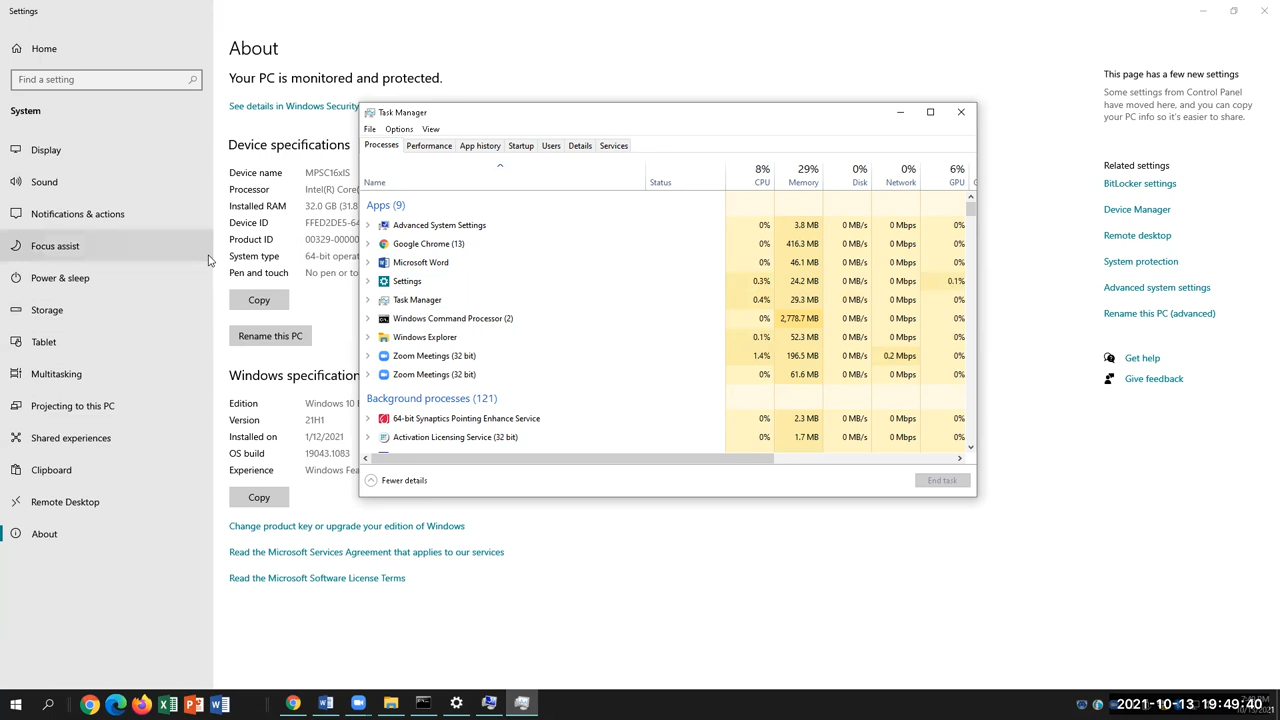 Settings
Home
Find a setting
System
Display
Sound
Notifications & actions
Focus assist
Power & sleep
Storage
Tablet
Multitasking
Projecting to this PC
Shared experiences
Clipboard
Remote Desktop
About
About
Your PC is monitored and protected.
See details in Windows Security
Device specifications
Device name MPSC16xIS
Processor Intel(R) Core(
Installed RAM 32.0 GB (31.8
Device ID FFED2DE5-64
Product ID 00329-00000
System type 64-bit operat
Pen and touch No pen or to
Copy
Rename this PC
Windows specification
Edition Windows 10 E
Version 21H1
Installed on 1/12/2021
OS build 19043.1083
Experience Windows Fea
Copy
Change product key or upgrade your edition of Windows
Read the Microsoft Services Agreement that applies to our services
Read the Microsoft Software License Terms
Task Manager
File Options View
Processes Performance App history Startup Users Details Services
8% 29% 0% 0% 6%
Name Status CPU Memory Disk Network GPU G
Apps (9)
Advanced System Settings 0% 3.8 MB 0 MB/s 0 Mbps 0%
Google Chrome (13) 0% 416.3 MB 0 MB/s 0 Mbps 0%
Microsoft Word 0% 46.1 MB 0 MB/s 0 Mbps 0%
Settings 0.3% 24.2 MB 0 MB/s 0 Mbps 0.1%
Task Manager 0.4% 29.3 MB 0 MB/s 0 Mbps 0%
Windows Command Processor (2) 0% 2,778.7 MB 0 MB/s 0 Mbps 0%
Windows Explorer 0.1% 52.3 MB 0 MB/s 0 Mbps 0%
Zoom Meetings (32 bit) 1.4% 196.5 MB 0 MB/s 0.2 Mbps 0%
Zoom Meetings (32 bit) 0% 61.6 MB 0 MB/s 0 Mbps 0%
Background processes (121)
64-bit Synaptics Pointing Enhance Service 0% 2.3 MB 0 MB/s 0 Mbps 0%
Activation Licensing Service (32 bit) 0% 1.7 MB 0 MB/s 0 Mbps 0%
Fewer details
End task
This page has a few new settings
Some settings from Control Panel
have moved here, and you can copy
your PC info so it's easier to share.
Related settings
BitLocker settings
Device Manager
Remote desktop
System protection
Advanced system settings
Rename this PC (advanced)
Get help
Give feedback
2021-10-13 19:49:40